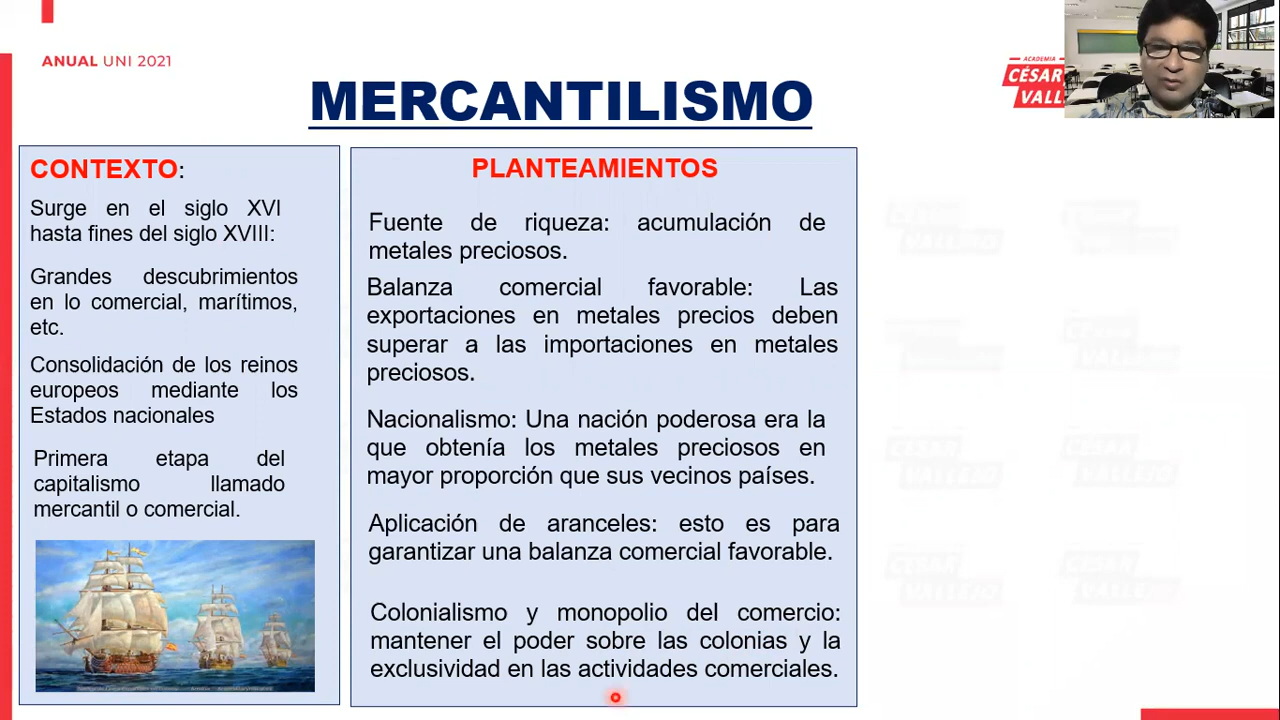 ANUAL UNI 2021
ACADEMIA
CÉSAR
VALL
MERCANTILISMO
CONTEXTO:
Surge en el siglo XVI
hasta fines del siglo XVIII:
Grandes descubrimientos
en lo comercial, marítimos,
etc.
Consolidación de los reinos
europeos mediante los
Estados nacionales
Primera etapa del
capitalismo llamado
mercantil o comercial.
PLANTEAMIENTOS
Fuente de riqueza: acumulación de
metales preciosos.
Balanza comercial favorable: Las
exportaciones en metales precios deben
superar a las importaciones en metales
preciosos.
Nacionalismo: Una nación poderosa era la
que obtenía los metales preciosos en
mayor proporción que sus vecinos países.
Aplicación de aranceles: esto es para
garantizar una balanza comercial favorable.
Colonialismo y monopolio del comercio:
mantener el poder sobre las colonias y la
exclusividad en las actividades comerciales.
CÉSAR
VALLEJO
CÉSAR
VALLEJO